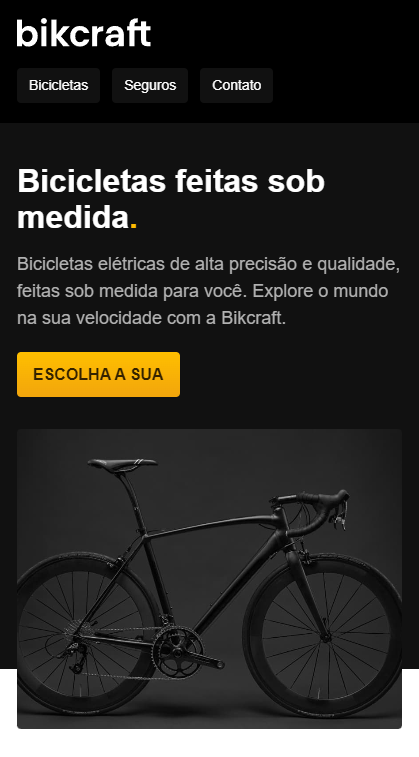 bikcraft
Bicicletas
Seguros
Contato
Bicicletas feitas sob
medida.
Bicicletas elétricas de alta precisão e qualidade,
feitas sob medida para você. Explore o mundo
na sua velocidade com a Bikcraft.
ESCOLHA A SUA